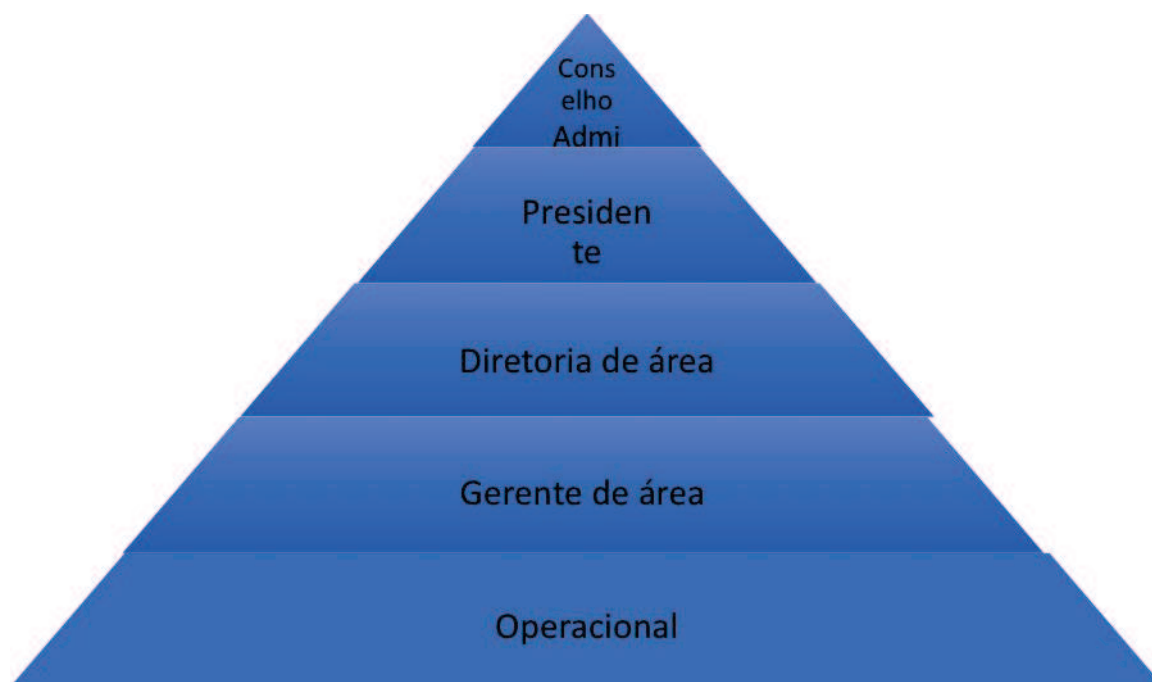 Cons
elho
Admi
Presiden
te
Diretoria de área
Gerente de área
Operacional